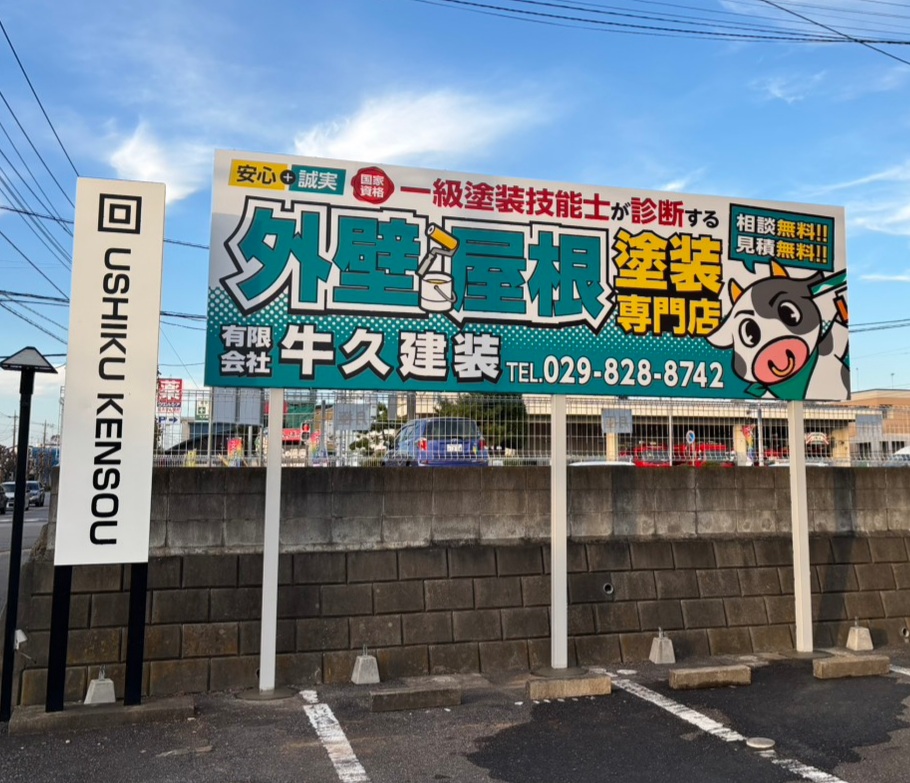 USHIKU KENSOU
安心+誠実
国家
資格
一級塗装技能士が診断する
相談無料!!
見積無料!!
外壁屋根
塗装
専門店
有限
会社
牛久建装
TEL.029-828-8742